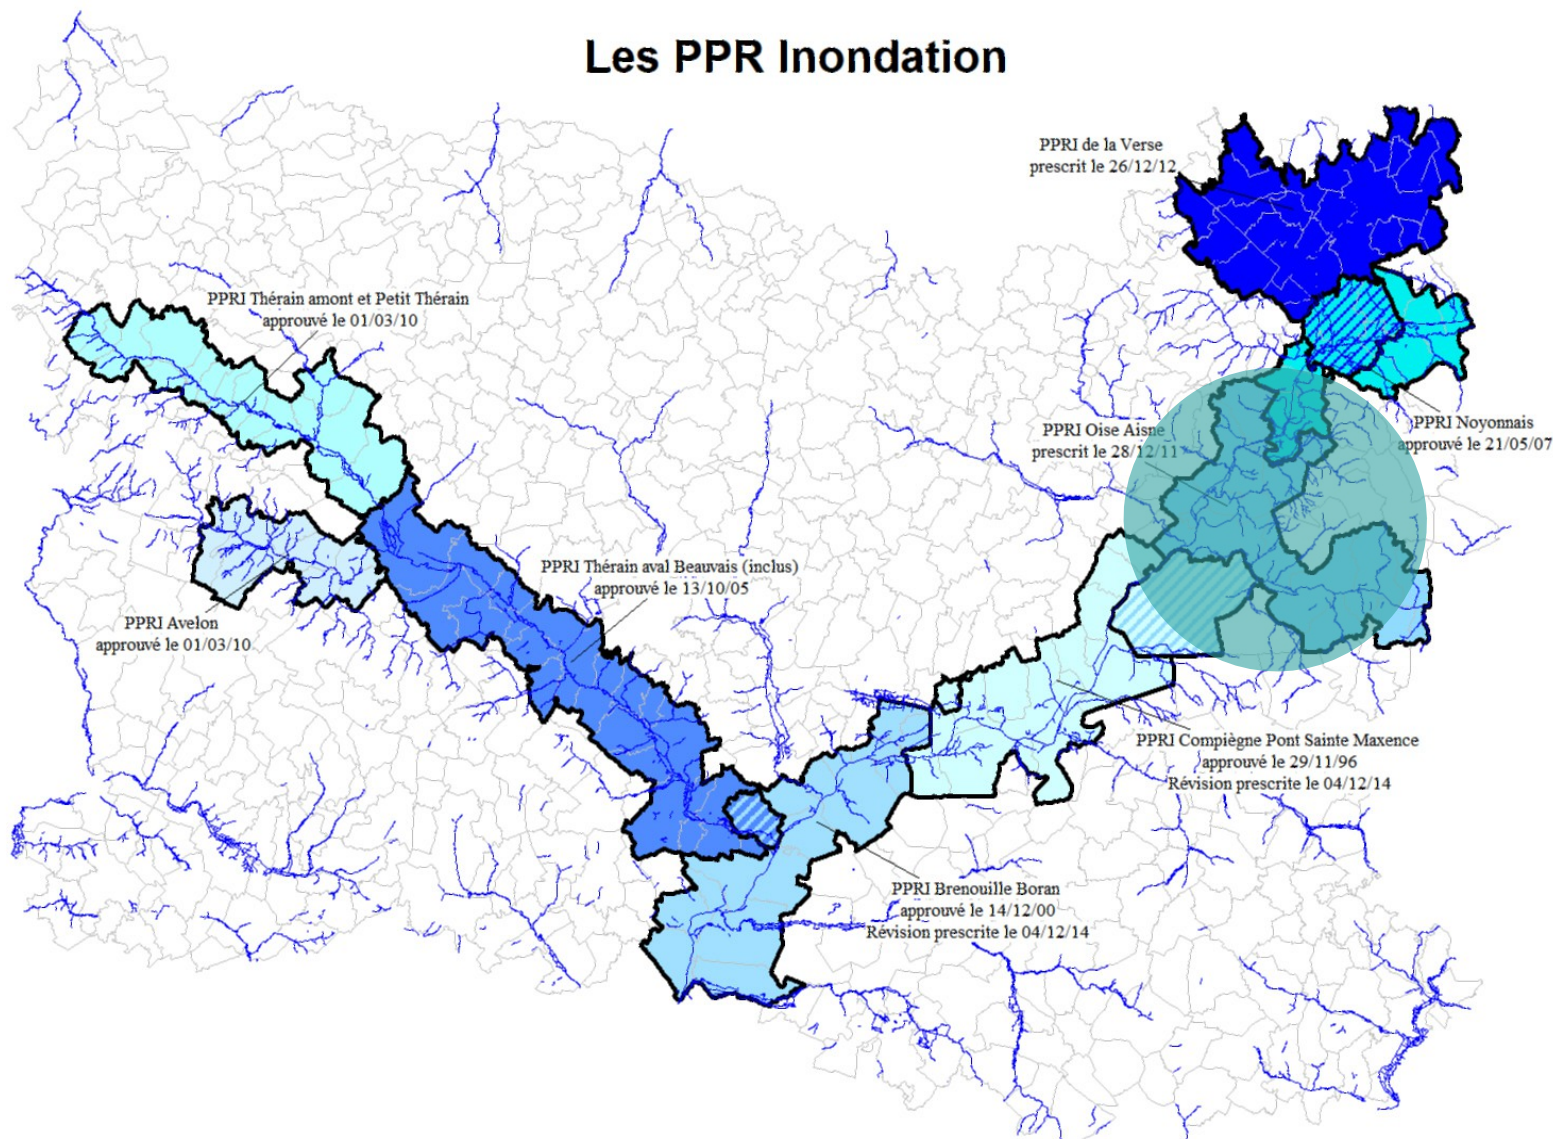 Les PPR Inondation
PPRI de la Verse
prescrit le 26/12/12
PPRI Thérain amont et Petit Thérain
approuvé le 01/03/10
PPRI Oise Aisne
prescrit le 28/12/11
PPRI Noyonnais
approuvé le 21/05/07
PPRI Thérain aval Beauvais (inclus)
approuvé le 13/10/05
PPRI Avelon
approuvé le 01/03/10
PPRI Compiègne Pont Sainte Maxence
approuvé le 29/11/96
Révision prescrite le 04/12/14
PPRI Brenouille Boran
approuvé le 14/12/00
Révision prescrite le 04/12/14